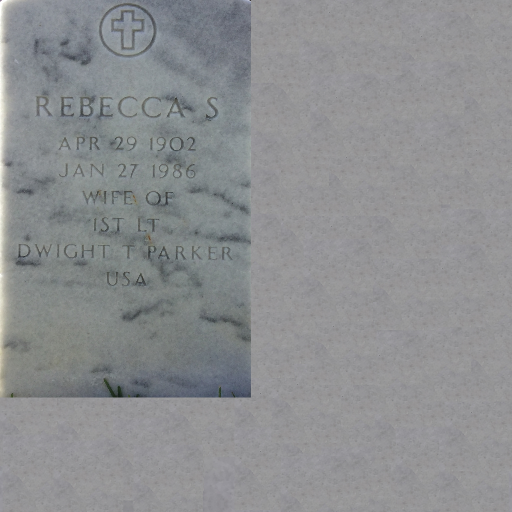 REBECCA S
APR 29 1902
JAN 27 1986
WIFE OF
1ST LT
DWIGHT T PARKER
USA